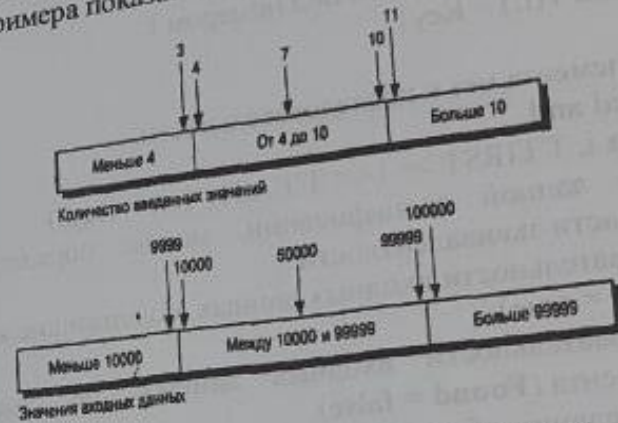 римера показа
3 4 7 10 11
Меньше 4 От 4 до 10 Больше 10
Количество введенных значений
9999 10000 50000 99999 100000
Меньше 10000 Между 10000 и 99999 Больше 99999
Значения входных данных